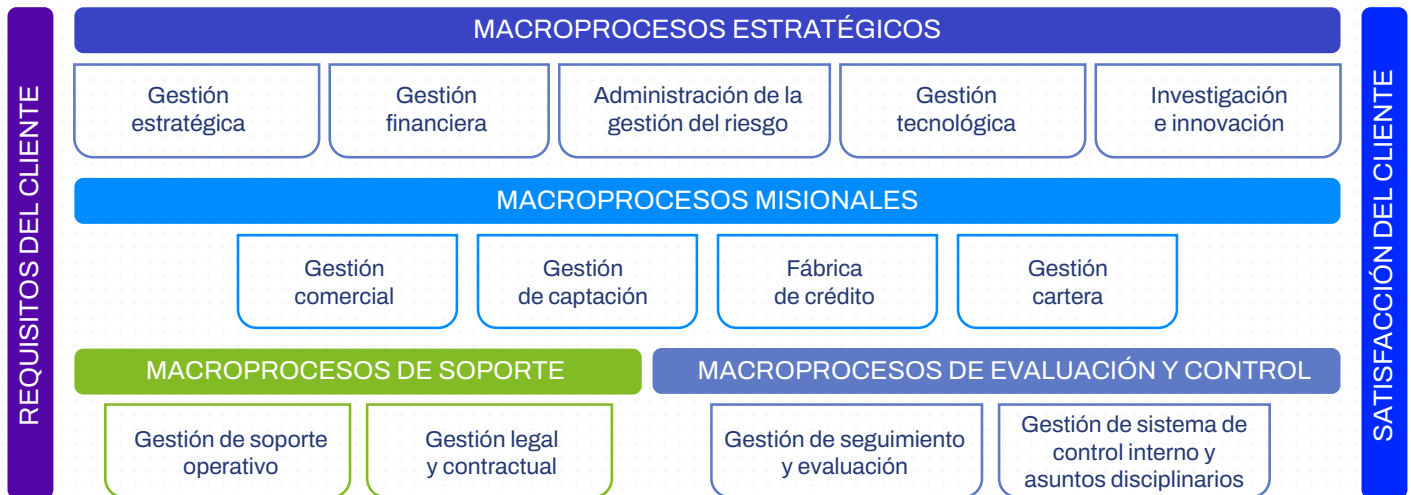 REQUISITOS DEL CLIENTE
MACROPROCESOS ESTRATÉGICOS
Gestión
estratégica
Gestión
financiera
Administración de la
gestión del riesgo
Gestión
tecnológica
Investigación
e innovación
MACROPROCESOS MISIONALES
Gestión
comercial
Gestión
de captación
Fábrica
de crédito
Gestión
cartera
MACROPROCESOS DE SOPORTE
Gestión de soporte
operativo
Gestión legal
y contractual
MACROPROCESOS DE EVALUACIÓN Y CONTROL
Gestión de seguimiento
y evaluación
Gestión de sistema de
control interno y
asuntos disciplinarios
SATISFACCIÓN DEL CLIENTE